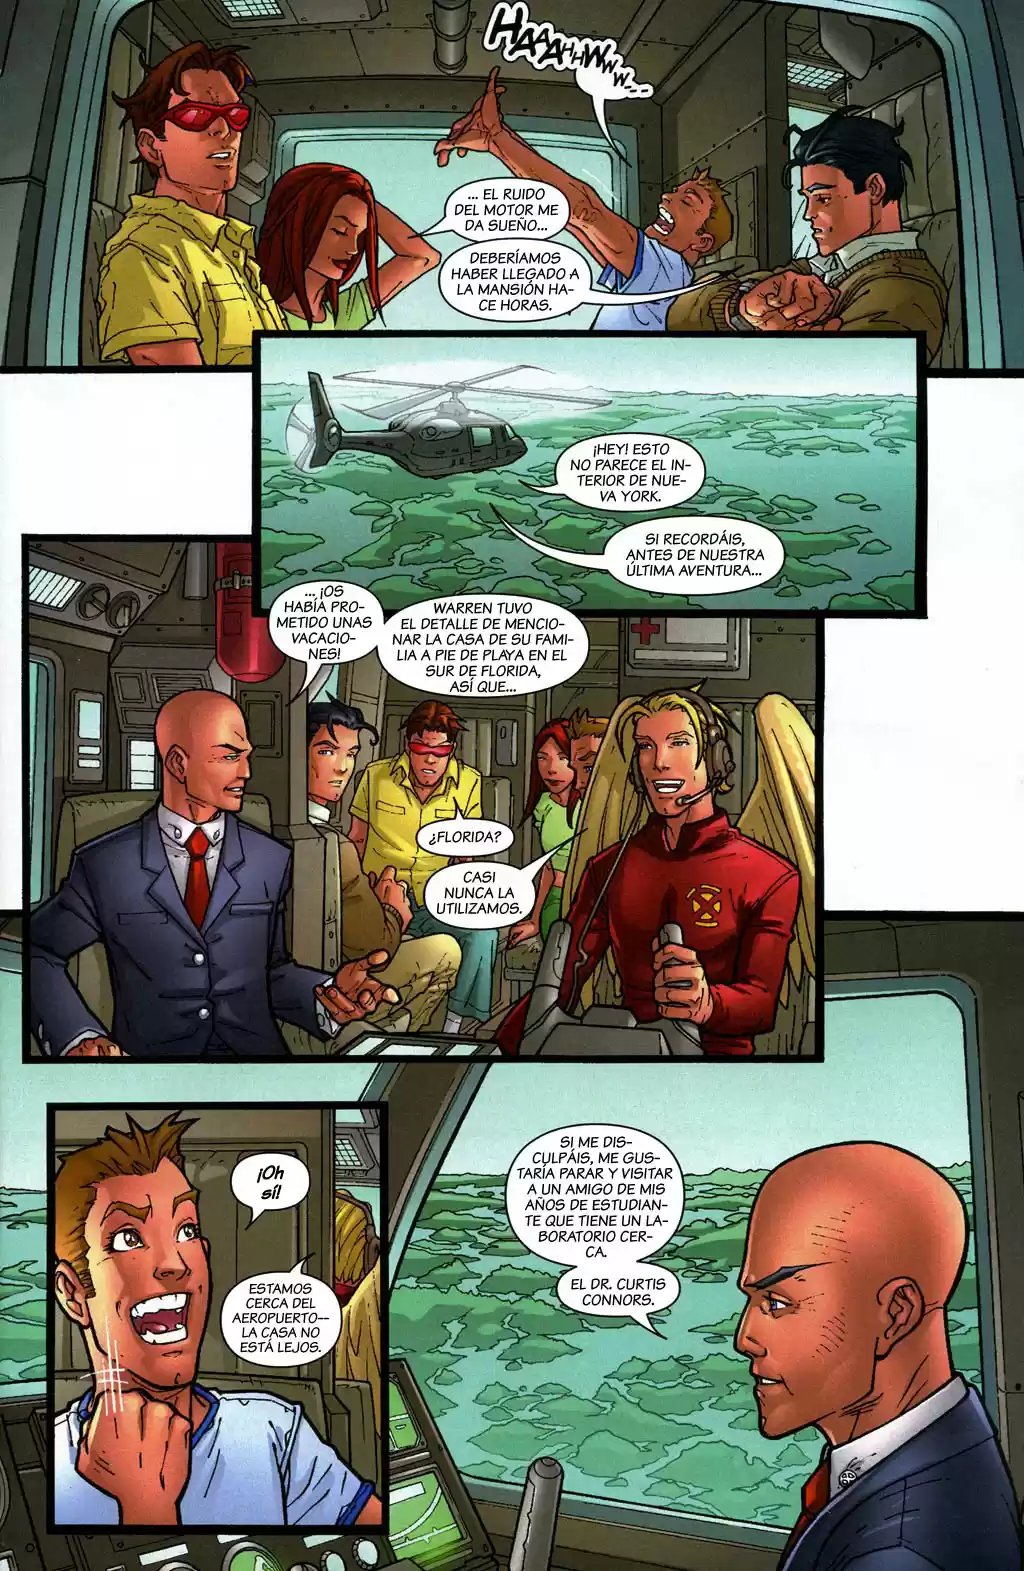 HAAAHHWWW...
... EL RUIDO
DEL MOTOR ME
DA SUEÑO...
DEBERÍAMOS
HABER LLEGADO A
LA MANSIÓN HA-
CE HORAS.
¡HEY! ESTO
NO PARECE EL IN-
TERIOR DE NUE-
VA YORK.
SI RECORDÁIS,
ANTES DE NUESTRA
ÚLTIMA AVENTURA...
..., ¡OS
HABÍA PRO-
METIDO UNAS
VACACIO-
NES!
WARREN TUVO
EL DETALLE DE MENCIO-
NAR LA CASA DE SU FAMI-
LIA A PIE DE PLAYA EN EL
SUR DE FLORIDA,
ASÍ QUE...
¿FLORIDA?
CASI
NUNCA LA
UTILIZAMOS.
¡Oh
sí!
ESTAMOS
CERCA DEL
AEROPUERTO--
LA CASA NO
ESTÁ LEJOS.
SI ME DIS-
CULPÁIS, ME GUS-
TARÍA PARAR Y VISITAR
A UN AMIGO DE MIS
AÑOS DE ESTUDIAN-
TE QUE TIENE UN LA-
BORATORIO CER-
CA.
EL DR. CURTIS
CONNORS.